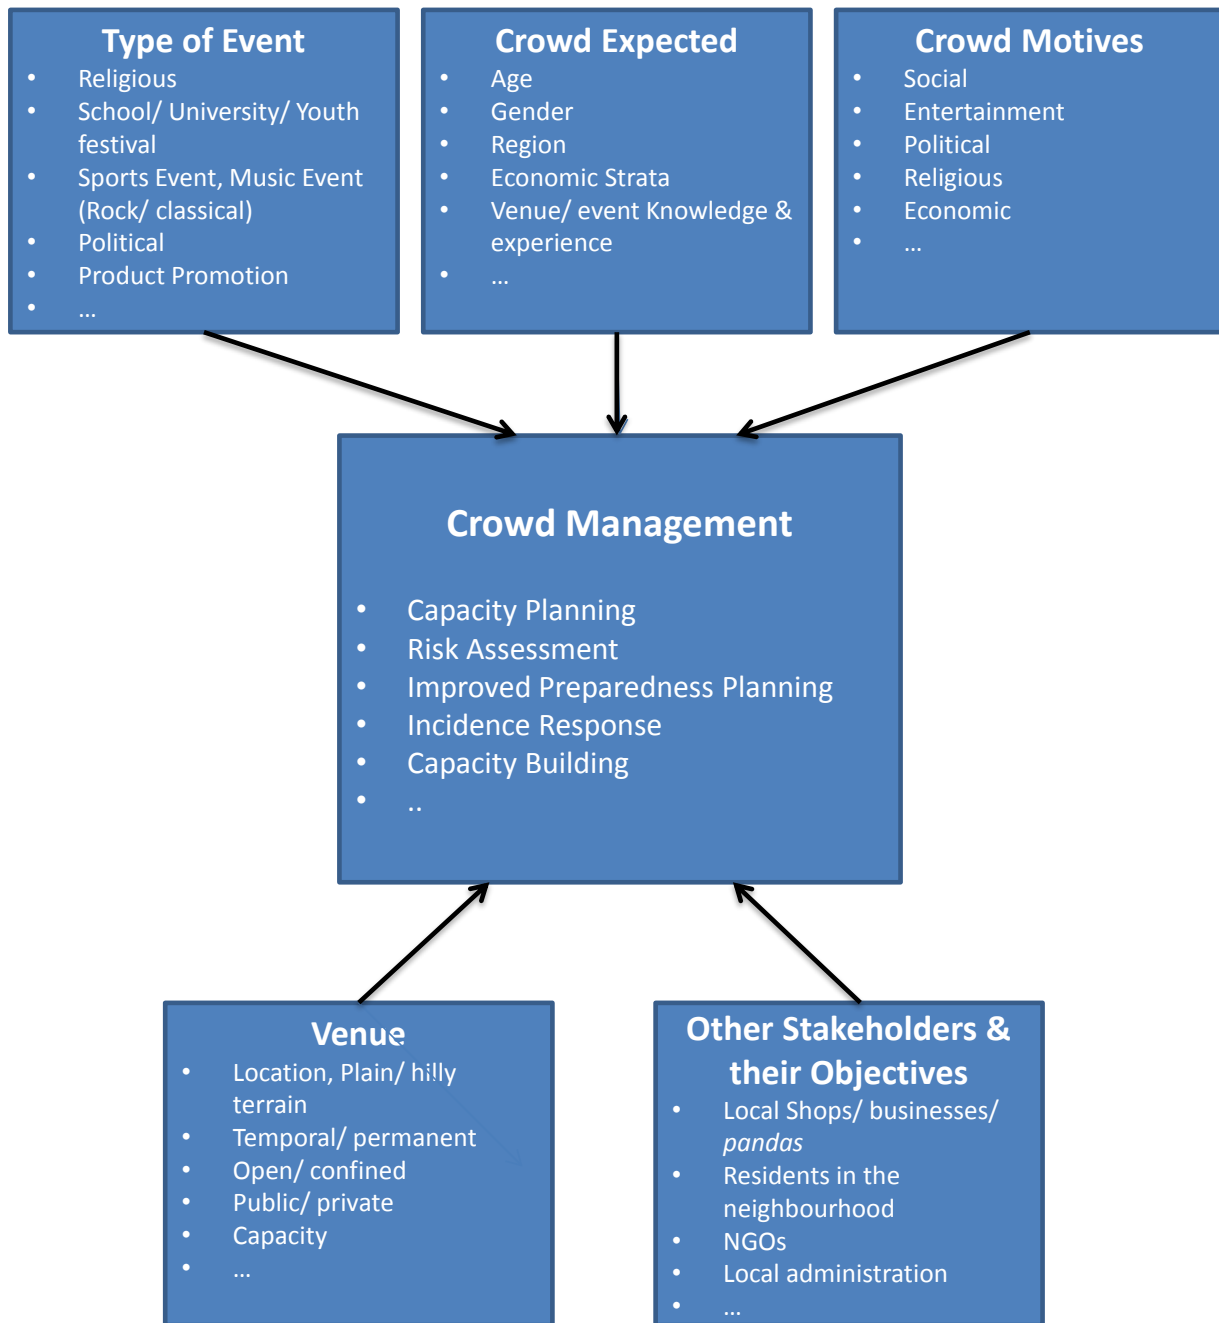 Type of Event
• Religious
• School/ University/ Youth
festival
• Sports Event, Music Event
(Rock/ classical)
• Political
• Product Promotion
• ...
Crowd Expected
• Age
• Gender
• Region
• Economic Strata
• Venue/ event Knowledge &
experience
• ...
Crowd Motives
• Social
• Entertainment
• Political
• Religious
• Economic
• ...
Crowd Management
• Capacity Planning
• Risk Assessment
• Improved Preparedness Planning
• Incidence Response
• Capacity Building
• ..
Venue
• Location, Plain/ hilly
terrain
• Temporal/ permanent
• Open/ confined
• Public/ private
• Capacity
• ...
Other Stakeholders &
their Objectives
• Local Shops/ businesses/
pandas
• Residents in the
neighbourhood
• NGOs
• Local administration
• ...